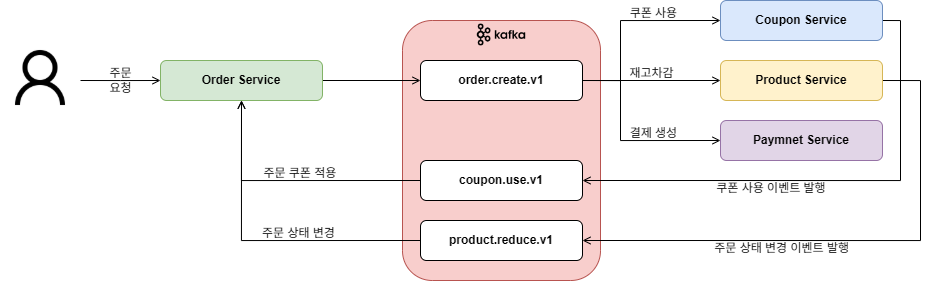 kafka
쿠폰 사용
Coupon Service
주문
요청
Order Service
order.create.v1
재고차감
Product Service
결제 생성
Paymnet Service
주문 쿠폰 적용
coupon.use.v1
쿠폰 사용 이벤트 발행
주문 상태 변경
product.reduce.v1
주문 상태 변경 이벤트 발행